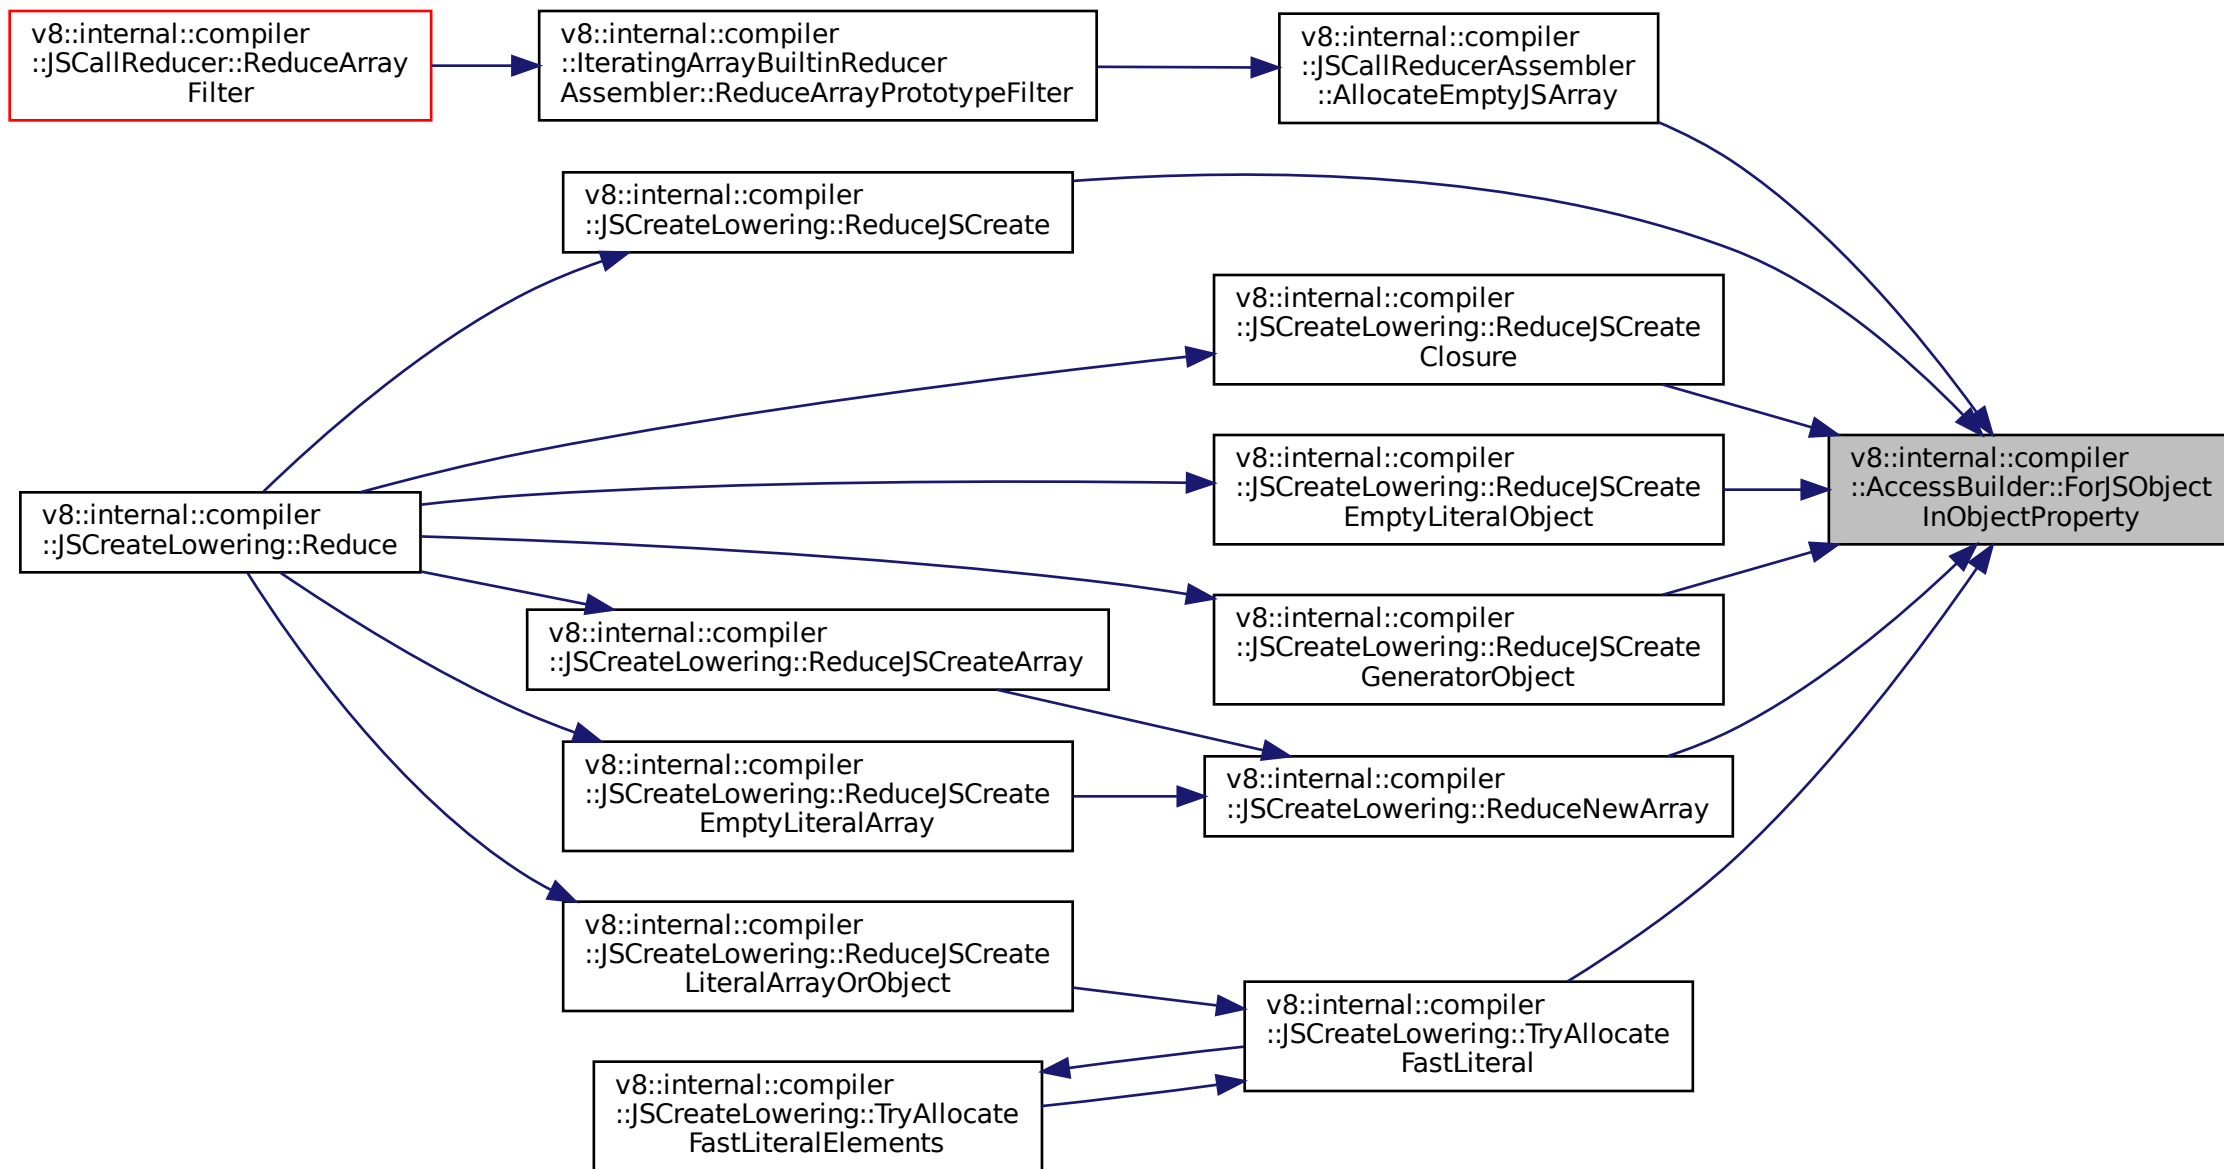 v8::internal::compiler
::JSCallReducer::ReduceArray
Filter
v8::internal::compiler
::IteratingArrayBuiltinReducer
Assembler::ReduceArrayPrototypeFilter
v8::internal::compiler
::JSCallReducerAssembler
::AllocateEmptyJSArray
v8::internal::compiler
::JSCreateLowering::ReduceJSCreate
v8::internal::compiler
::JSCreateLowering::ReduceJSCreate
Closure
v8::internal::compiler
::JSCreateLowering::ReduceJSCreate
EmptyLiteralObject
v8::internal::compiler
::AccessBuilder::ForJSObject
InObjectProperty
v8::internal::compiler
::JSCreateLowering::Reduce
v8::internal::compiler
::JSCreateLowering::ReduceJSCreate
GeneratorObject
v8::internal::compiler
::JSCreateLowering::ReduceJSCreateArray
v8::internal::compiler
::JSCreateLowering::ReduceJSCreate
EmptyLiteralArray
v8::internal::compiler
::JSCreateLowering::ReduceNewArray
v8::internal::compiler
::JSCreateLowering::ReduceJSCreate
LiteralArrayOrObject
v8::internal::compiler
::JSCreateLowering::TryAllocate
FastLiteral
v8::internal::compiler
::JSCreateLowering::TryAllocate
FastLiteralElements